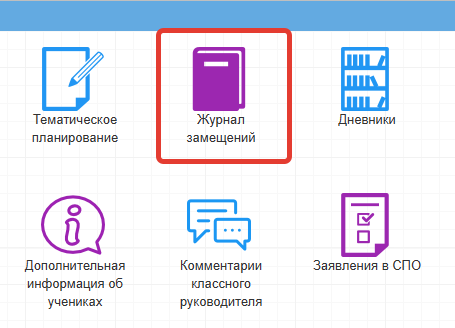 Тематическое
планирование
Журнал
замещений
Дневники
Дополнительная
информация об
учениках
Комментарии
классного
руководителя
Заявления в СПО